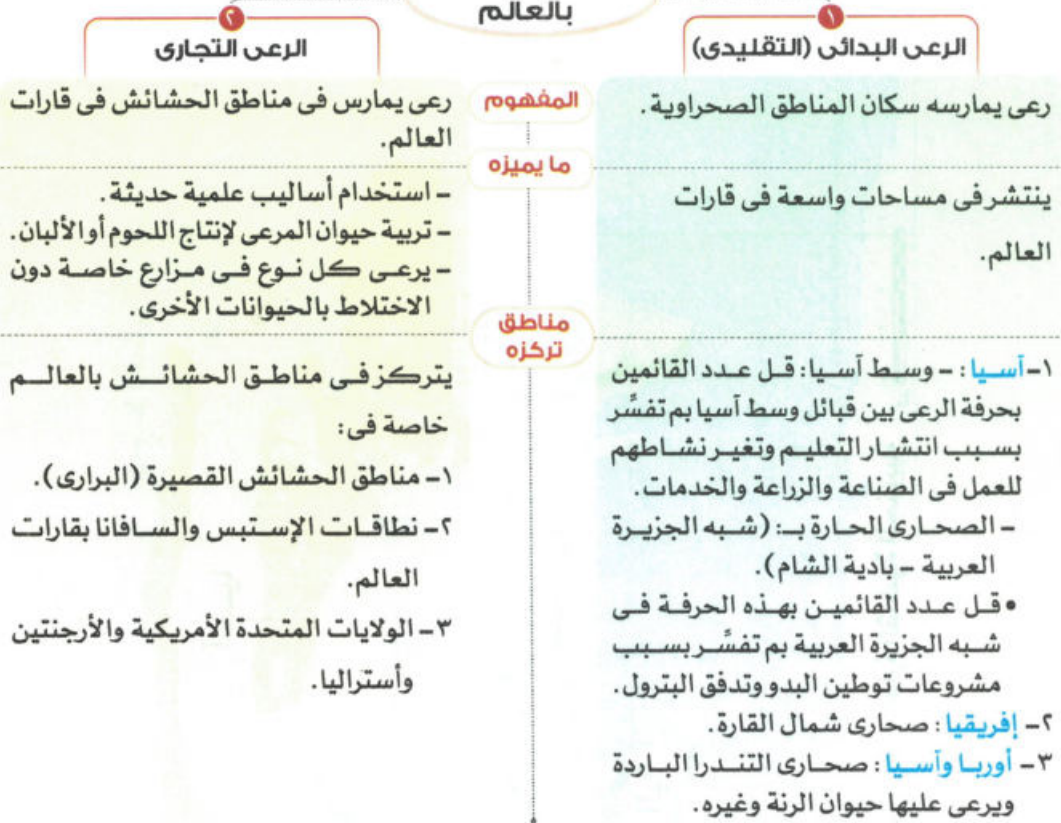 بالعالم
١
الرعى البدائى (التقليدى)
٢
الرعى التجارى
المفهوم
رعى يمارسه سكان المناطق الصحراوية.
رعى يمارس فى مناطق الحشائش فى قارات
العالم.
ما يميزه
ينتشر فى مساحات واسعة فى قارات
العالم.
- استخدام أساليب علمية حديثة.
- تربية حيوان المرعى لإنتاج اللحوم أو الألبان.
- يرعى كل نوع فى مزارع خاصة دون
الاختلاط بالحيوانات الأخرى.
مناطق
تركزه
١- آسيا: - وسط آسيا: قل عدد القائمين
بحرفة الرعى بين قبائل وسط آسيا بم تفسَّر
بسبب انتشار التعليم وتغير نشاطهم
للعمل فى الصناعة والزراعة والخدمات.
- الصحارى الحارة بـ: (شبه الجزيرة
العربية - بادية الشام).
• قل عدد القائمين بهذه الحرفة فى
شبه الجزيرة العربية بم تفسَّر بسبب
مشروعات توطين البدو وتدفق البترول.
٢- إفريقيا: صحارى شمال القارة.
٣- أوربا وآسيا: صحارى التندرا الباردة
ويرعى عليها حيوان الرنة وغيره.
يتركز فى مناطق الحشائش بالعالم
خاصة فى:
١- مناطق الحشائش القصيرة (البرارى).
٢- نطاقات الإستبس والسافانا بقارات
العالم.
٣- الولايات المتحدة الأمريكية والأرجنتين
وأستراليا.